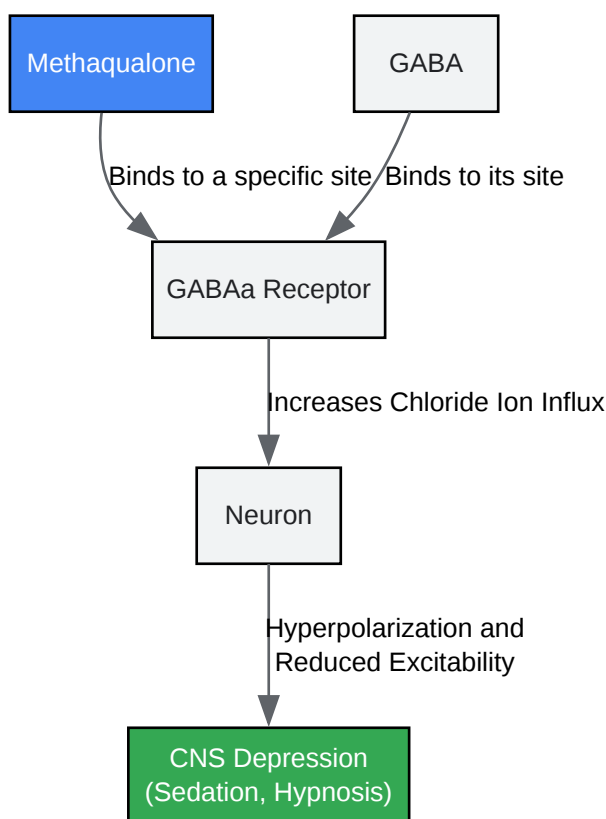 Methaqualone
GABA
Binds to a specific site
Binds to its site
GABAa Receptor
Increases Chloride Ion Influx
Neuron
Hyperpolarization and
Reduced Excitability
CNS Depression
(Sedation, Hypnosis)